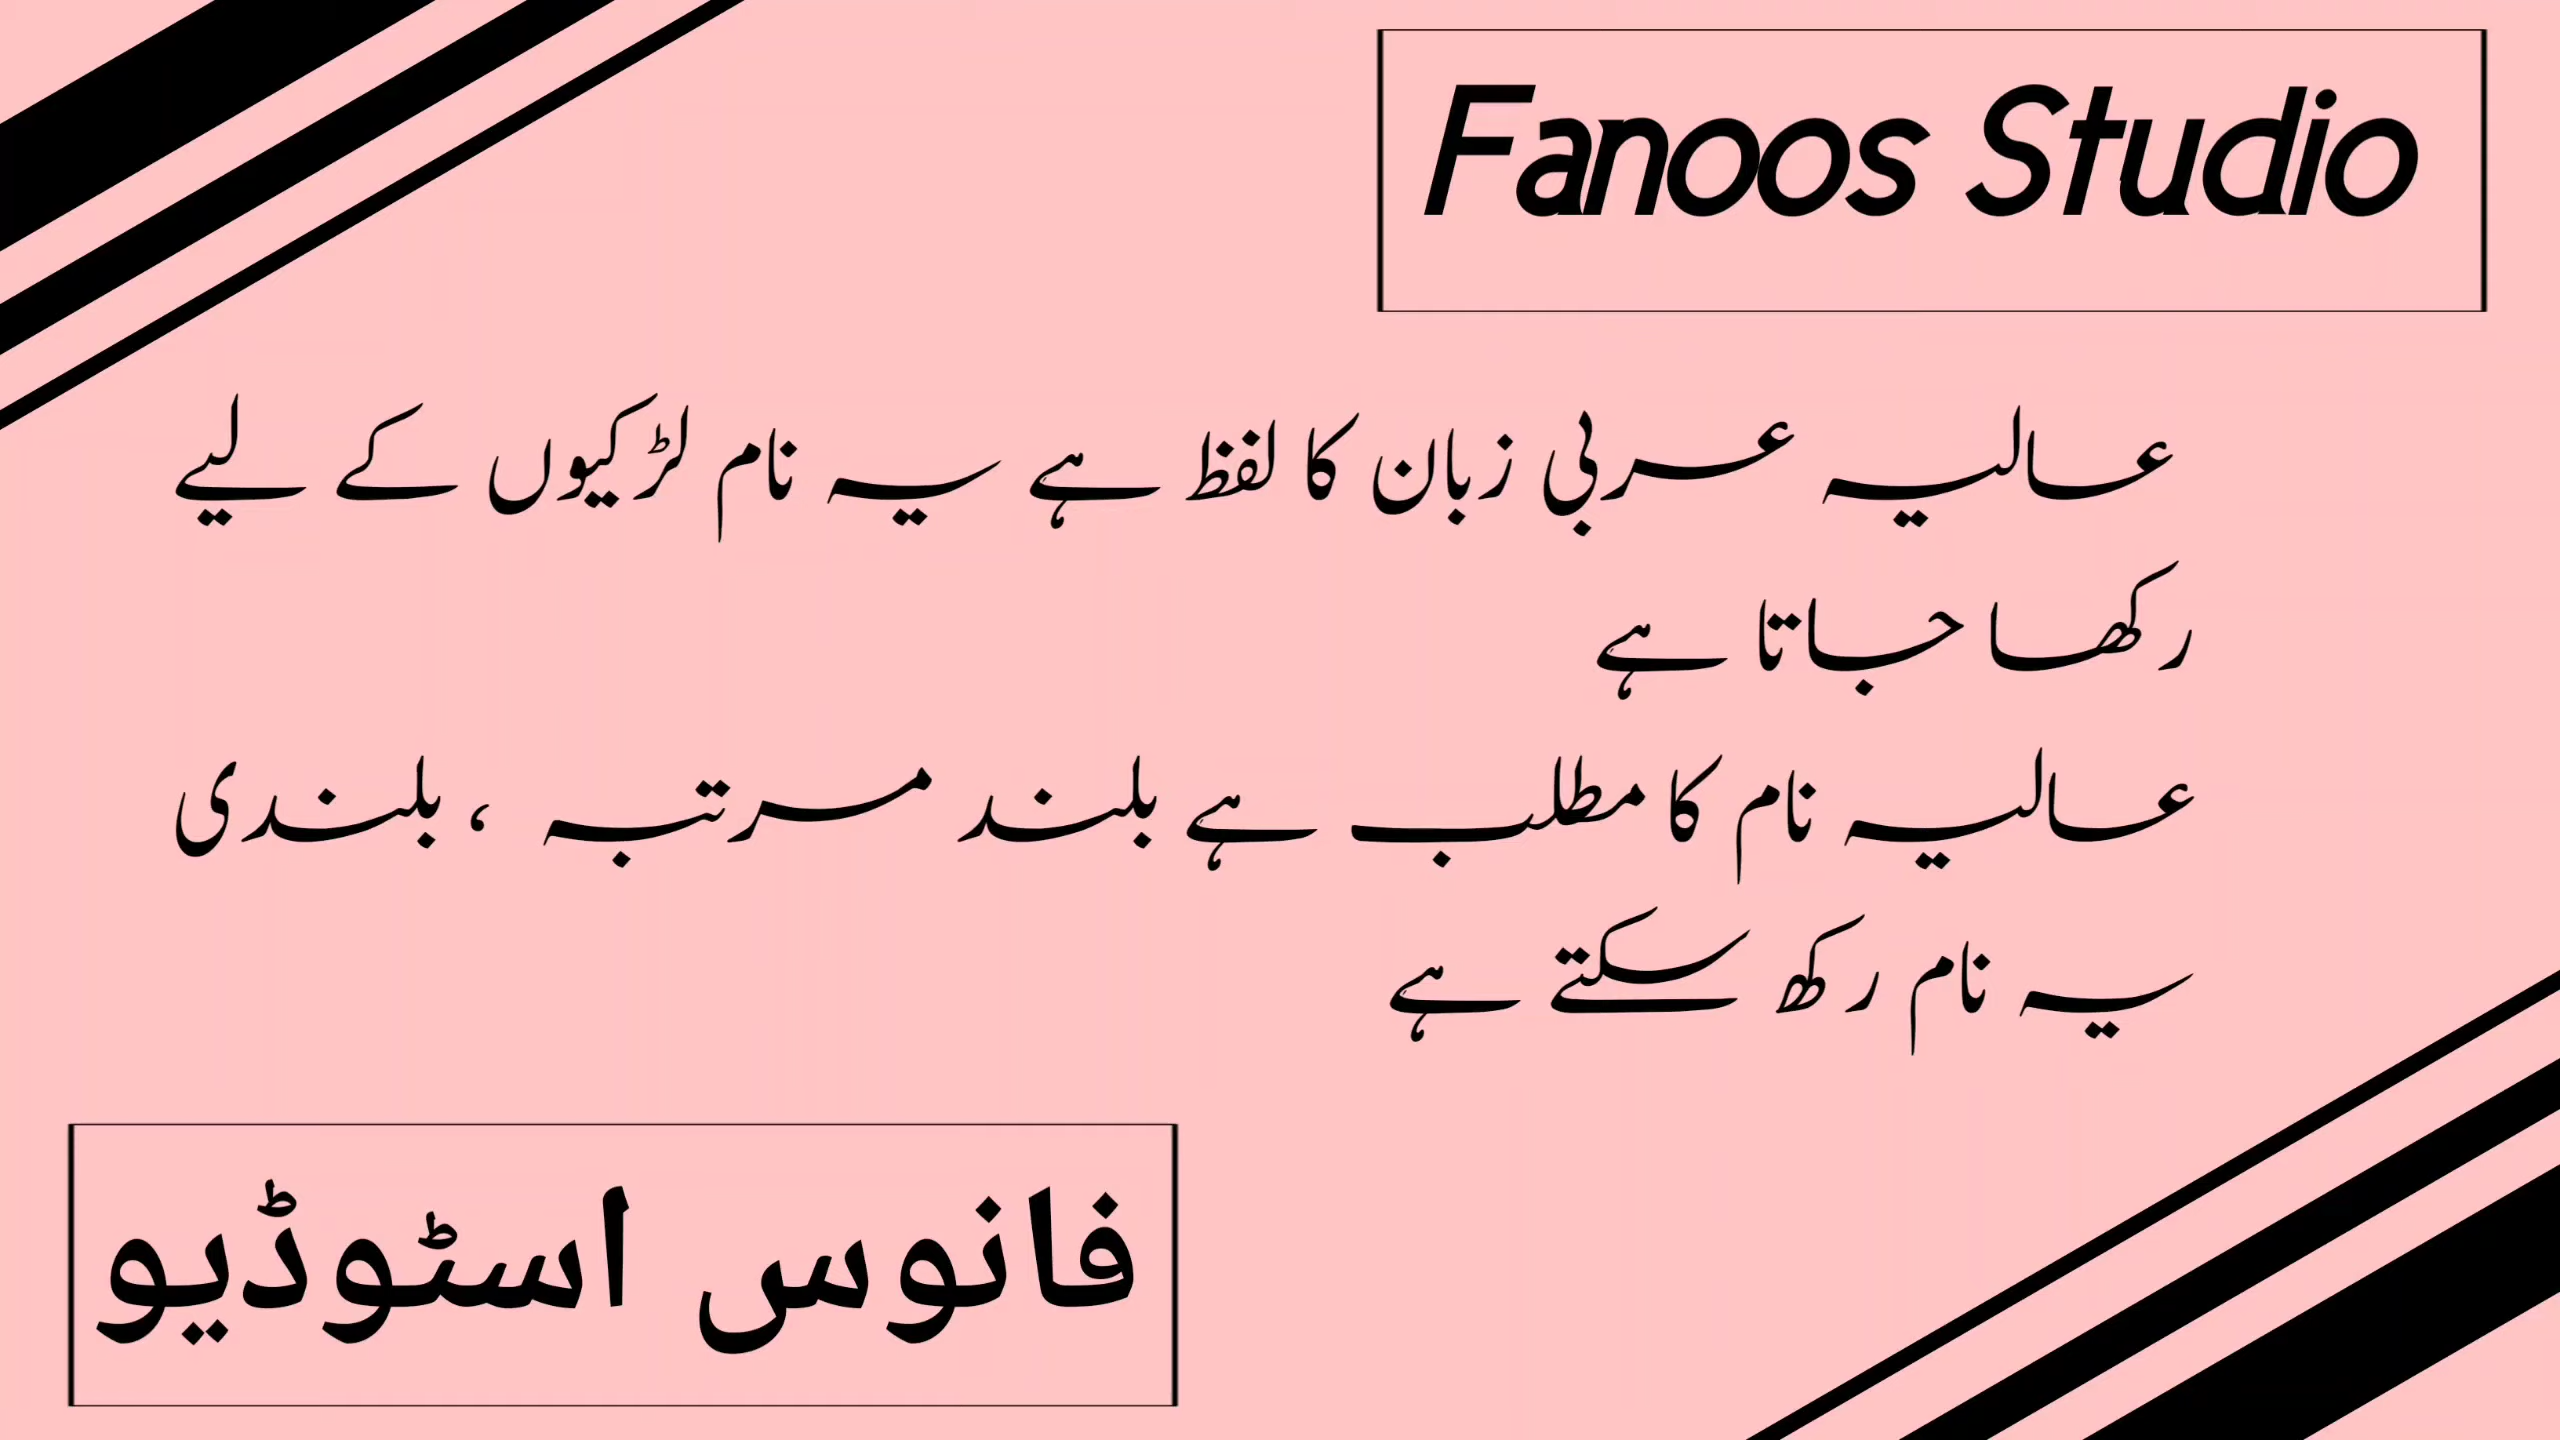 Fanoos Studio
عالیہ عربی زبان کا لفظ ہے یہ نام لڑکیوں کے لیے
رکھا جاتا ہے
عالیہ نام کا مطلب ہے بلند مرتبہ ، بلندی
یہ نام رکھ سکتے ہے
فانوس اسٹوڈیو